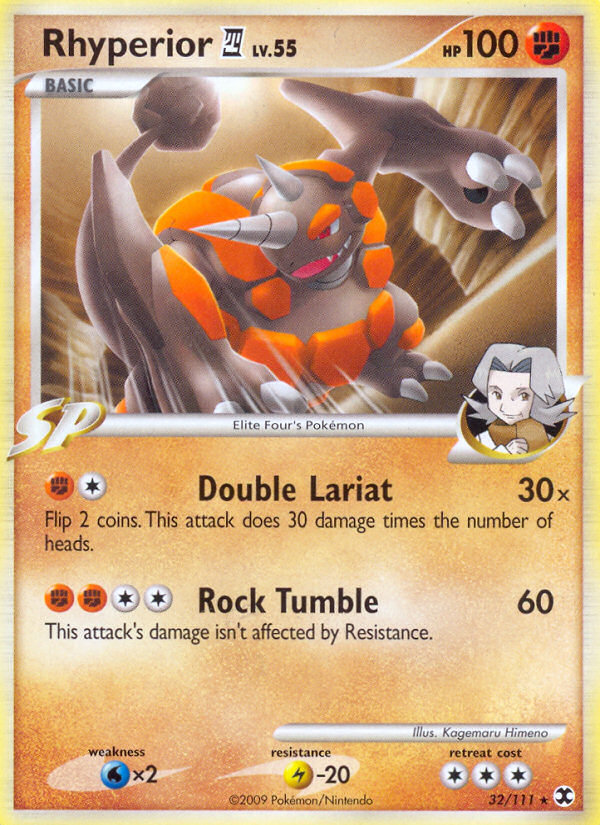 Rhyperior 4 LV.55 HP100
BASIC
SP
Elite Four's Pokémon
Double Lariat 30x
Flip 2 coins. This attack does 30 damage times the number of
heads.
Rock Tumble 60
This attack's damage isn't affected by Resistance.
Illus. Kagemaru Himeno
weakness resistance retreat cost
×2 -20
©2009 Pokémon/Nintendo 32/111 ★